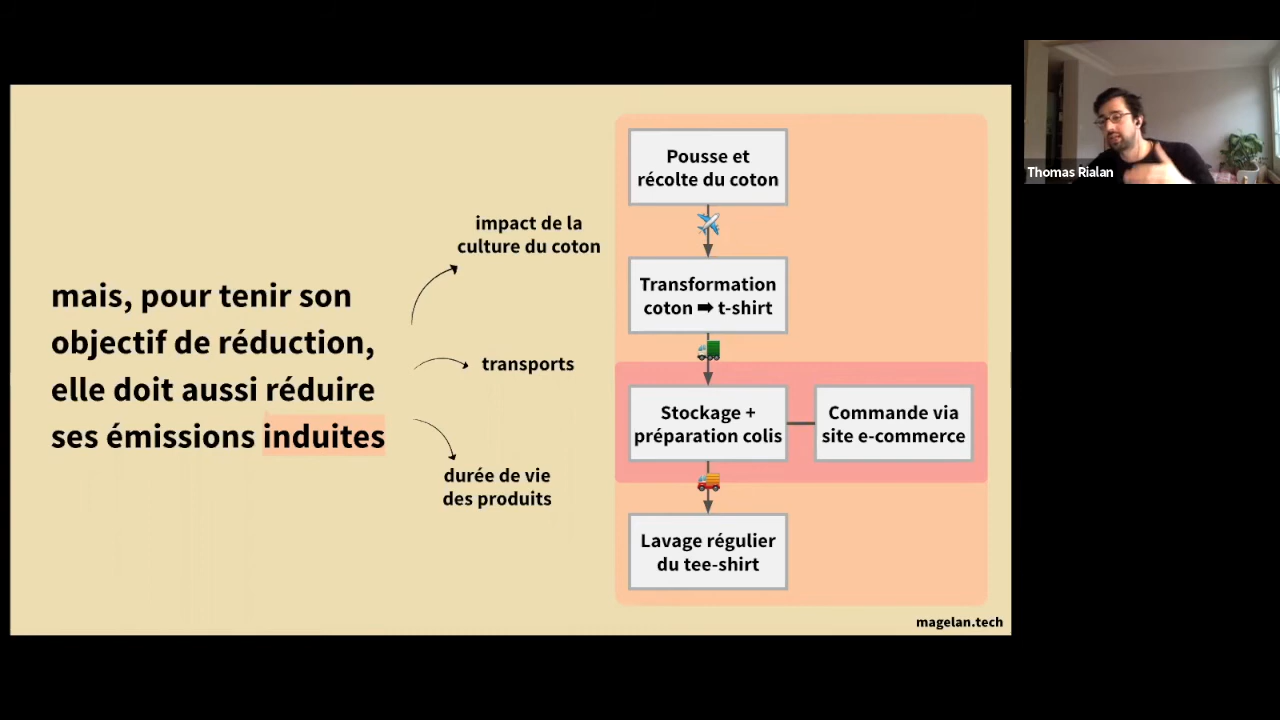 mais, pour tenir son
objectif de réduction,
elle doit aussi réduire
ses émissions induites
impact de la
culture du coton
transports
durée de vie
des produits
Pousse et
récolte du coton
Transformation
coton ➡ t-shirt
Stockage +
préparation colis
Commande via
site e-commerce
Lavage régulier
du tee-shirt
magelan.tech
Thomas Rialan